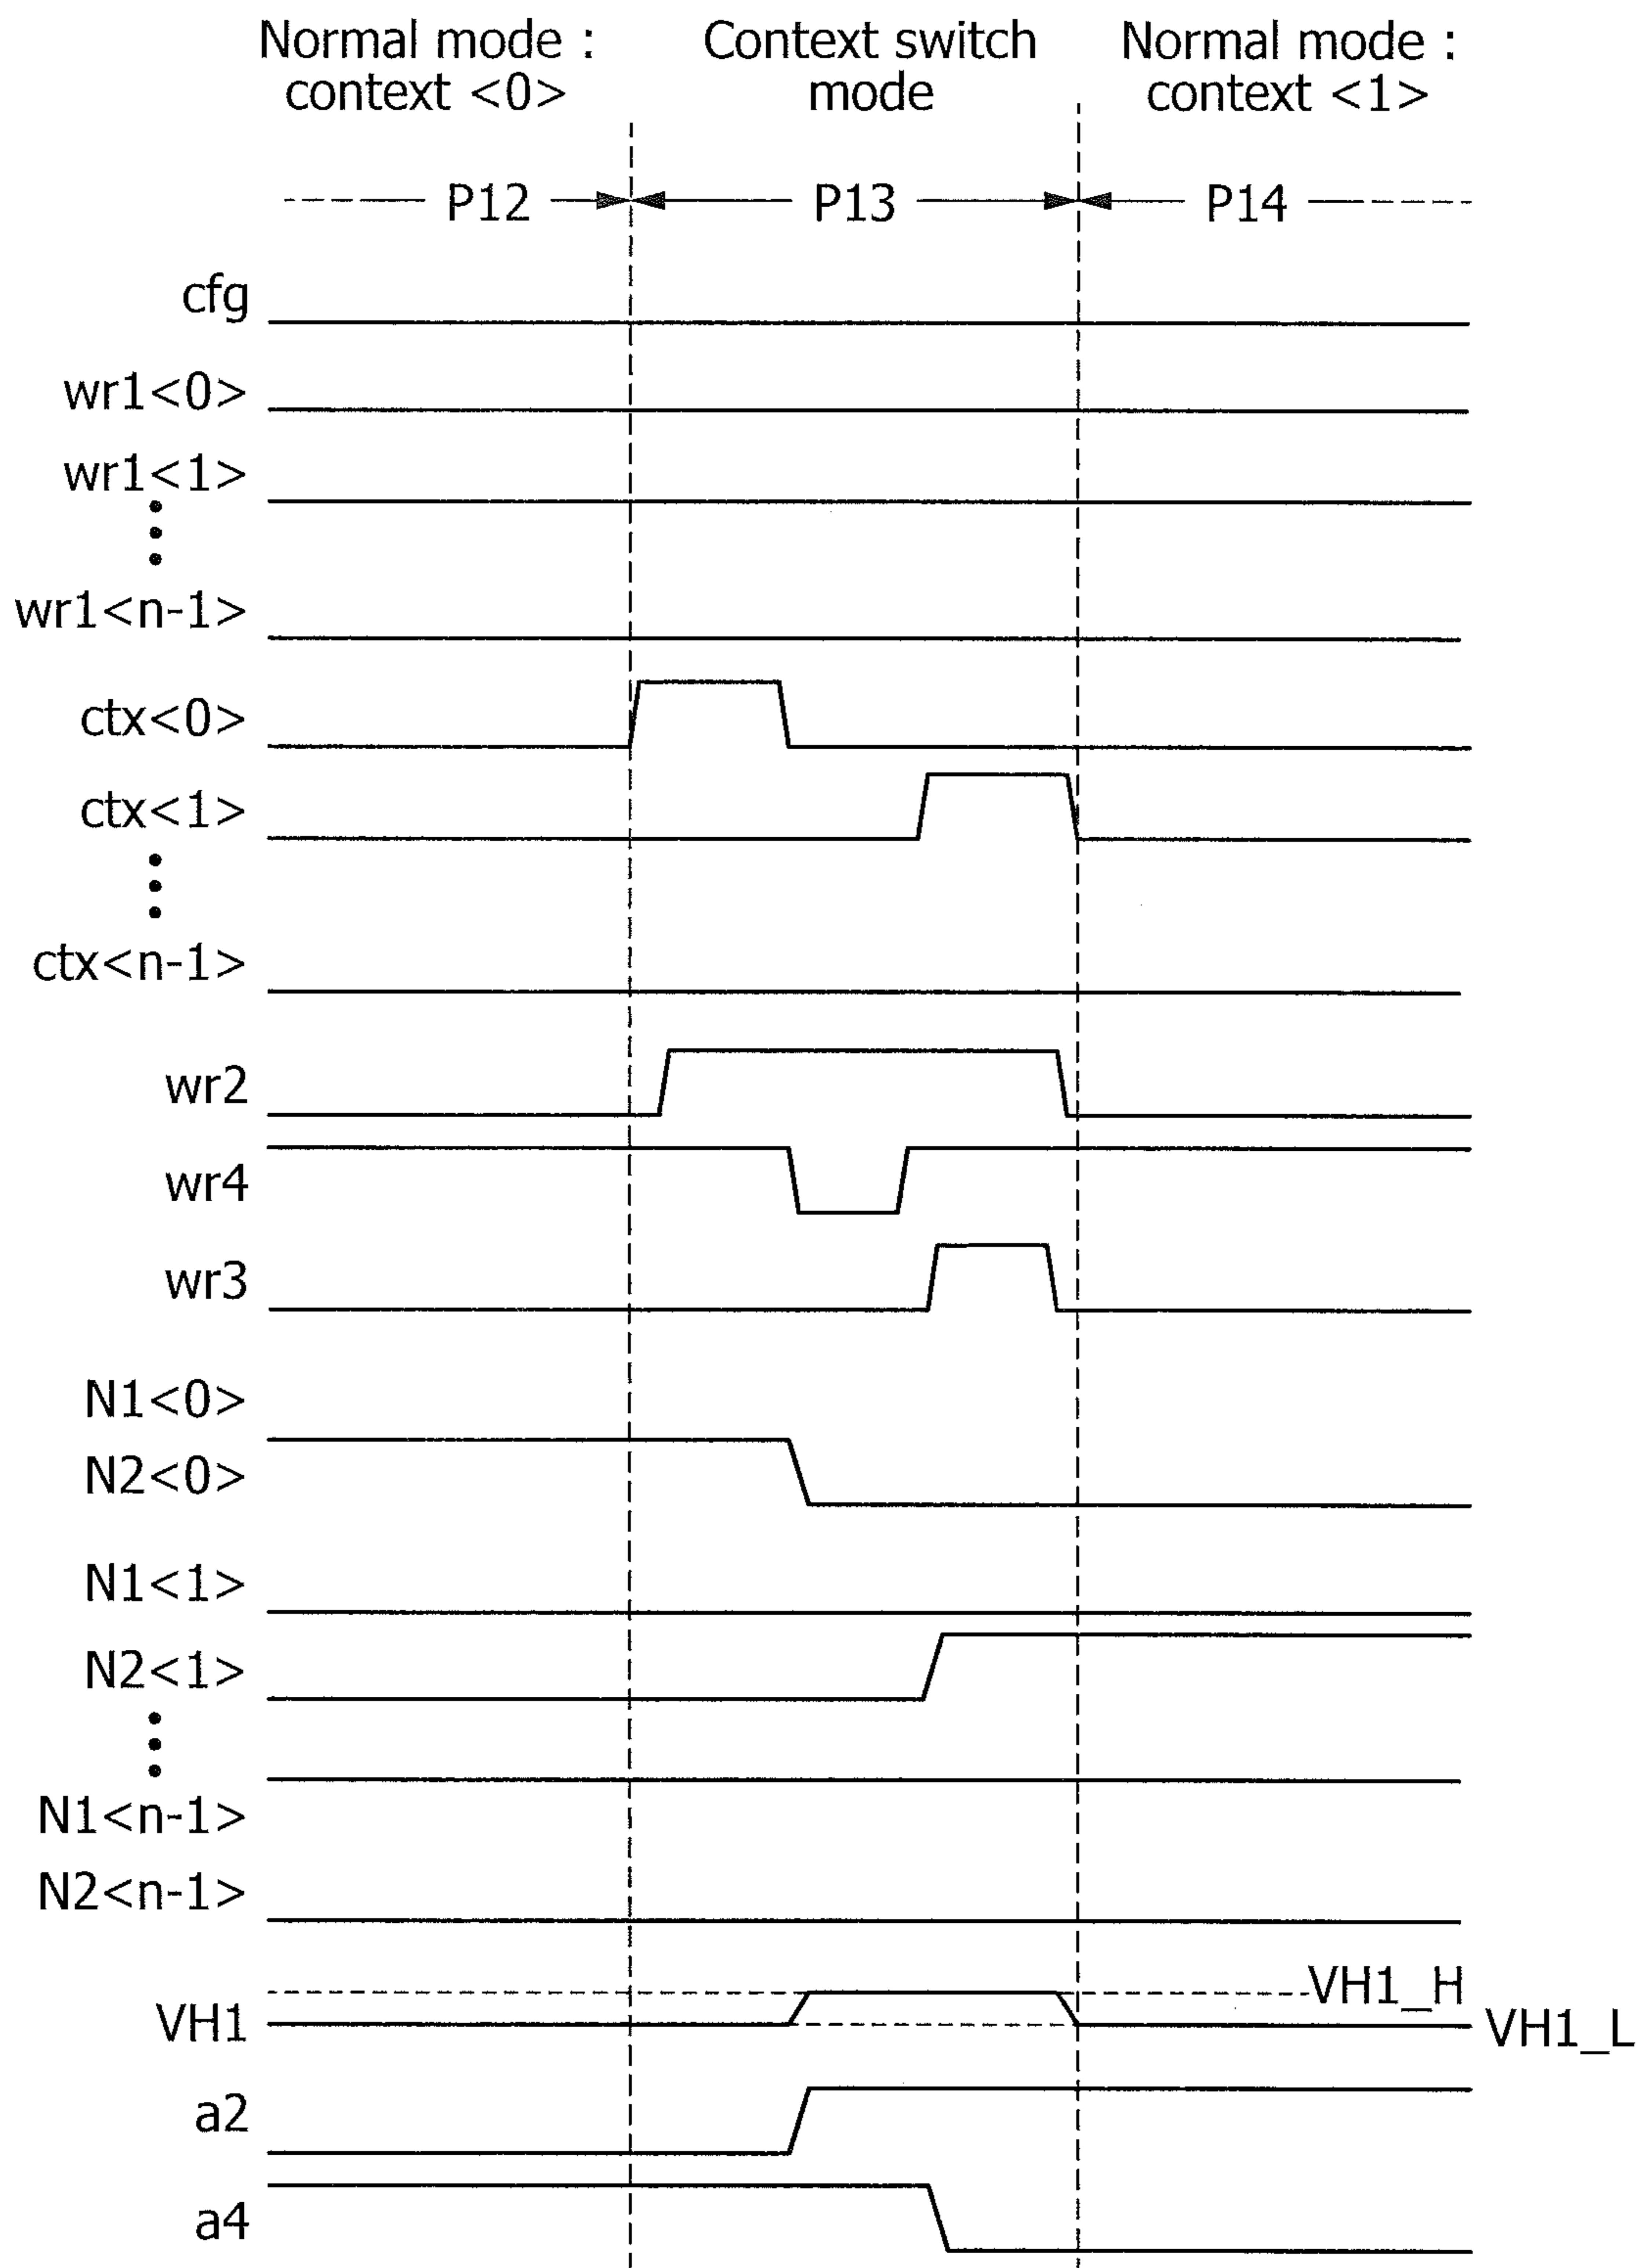 Normal mode : Context switch Normal mode :
context <0> mode context <1>
P12 P13 P14
cfg
wr1<0>
wr1<1>
wr1<n-1>
ctx<0>
ctx<1>
ctx<n-1>
wr2
wr4
wr3
N1<0>
N2<0>
N1<1>
N2<1>
N1<n-1>
N2<n-1>
VH1_H
VH1 VH1_L
a2
a4